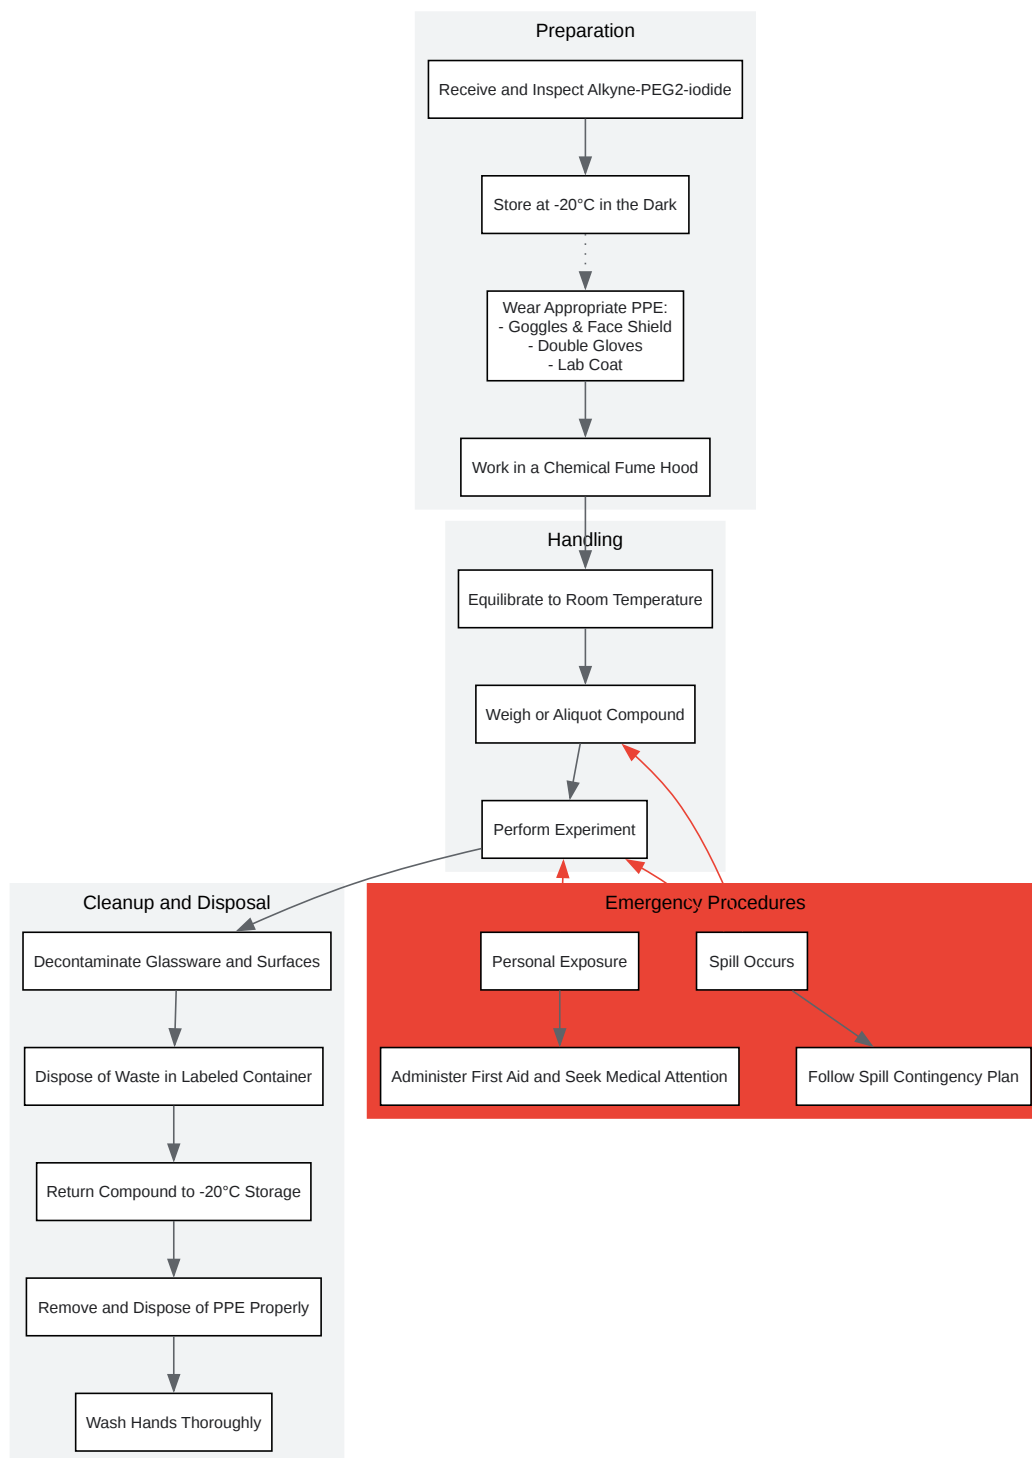 Preparation
Receive and Inspect Alkyne-PEG2-iodide
Store at -20°C in the Dark
Wear Appropriate PPE:
- Goggles & Face Shield
- Double Gloves
- Lab Coat
Work in a Chemical Fume Hood
Handling
Equilibrate to Room Temperature
Weigh or Aliquot Compound
Perform Experiment
Cleanup and Disposal
Decontaminate Glassware and Surfaces
Dispose of Waste in Labeled Container
Return Compound to -20°C Storage
Remove and Dispose of PPE Properly
Wash Hands Thoroughly
Emergency Procedures
Personal Exposure
Spill Occurs
Administer First Aid and Seek Medical Attention
Follow Spill Contingency Plan